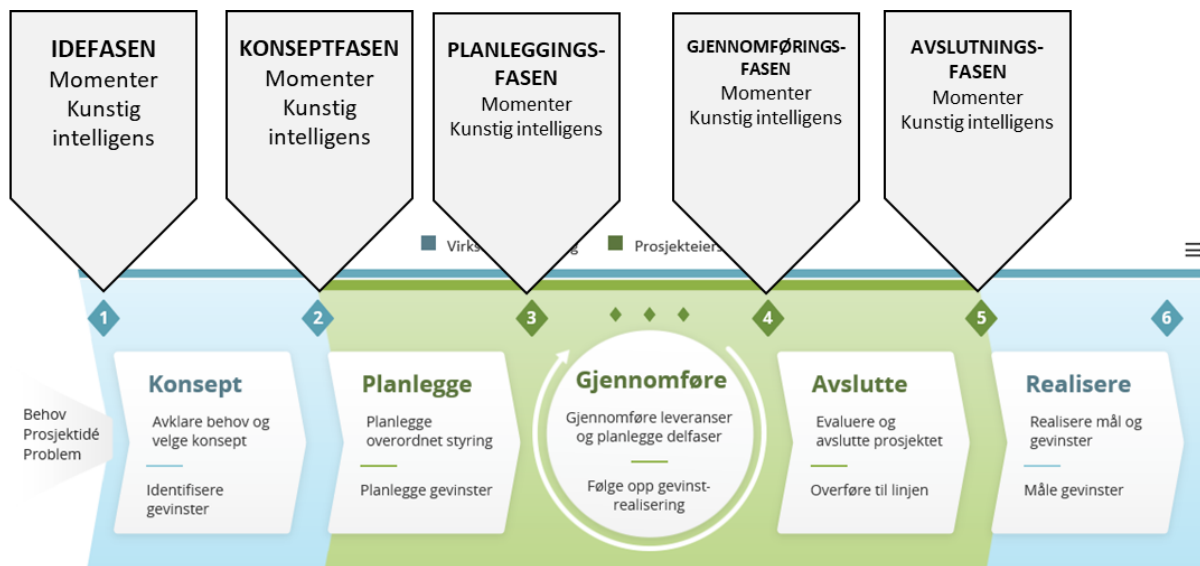 IDEFASEN
Momenter
Kunstig
intelligens
KONSEPTFASEN
Momenter
Kunstig
intelligens
PLANLEGGINGS-
FASEN
Momenter
Kunstig intelligens
GJENNOMFØRINGS-
FASEN
Momenter
Kunstig intelligens
AVSLUTNINGS-
FASEN
Momenter
Kunstig intelligens
1
2
3
4
5
6
Behov
Prosjektidé
Problem
Konsept
Avklare behov og
velge konsept
Identifisere
gevinster
Planlegge
Planlegge
overordnet styring
Planlegge gevinster
Gjennomføre
Gjennomføre leveranser
og planlegge delfaser
Følge opp gevinst-
realisering
Avslutte
Evaluere og
avslutte prosjektet
Overføre til linjen
Realisere
Realisere mål og
gevinster
Måle gevinster